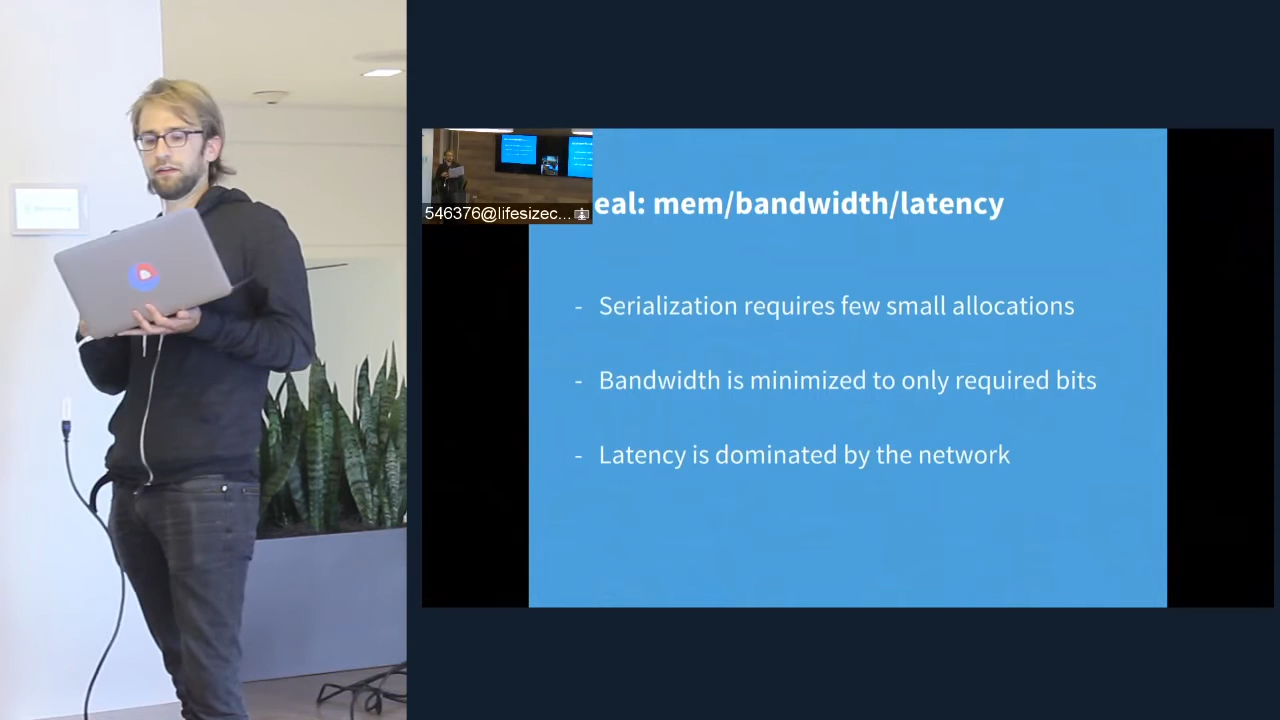 546376@lifesizec...
eal: mem/bandwidth/latency
- Serialization requires few small allocations
- Bandwidth is minimized to only required bits
- Latency is dominated by the network